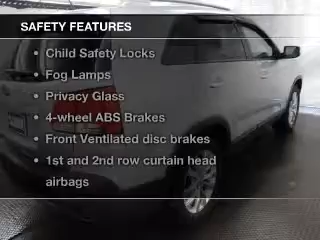 SAFETY FEATURES
• Child Safety Locks
• Fog Lamps
• Privacy Glass
• 4-wheel ABS Brakes
• Front Ventilated disc brakes
• 1st and 2nd row curtain head
airbags